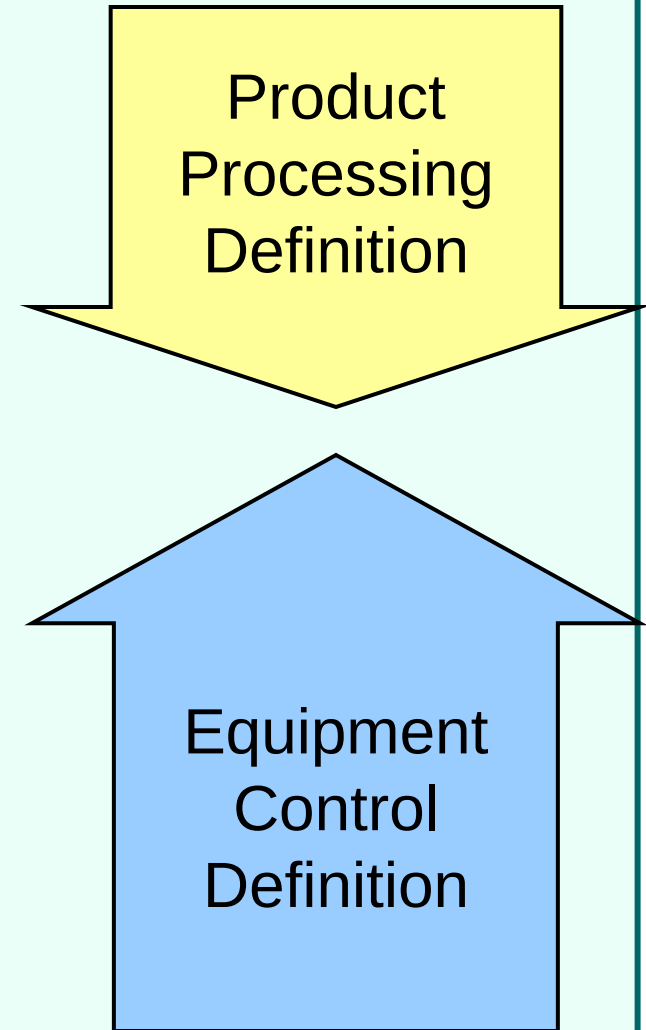 Product
Processing
Definition
Equipment
Control
Definition